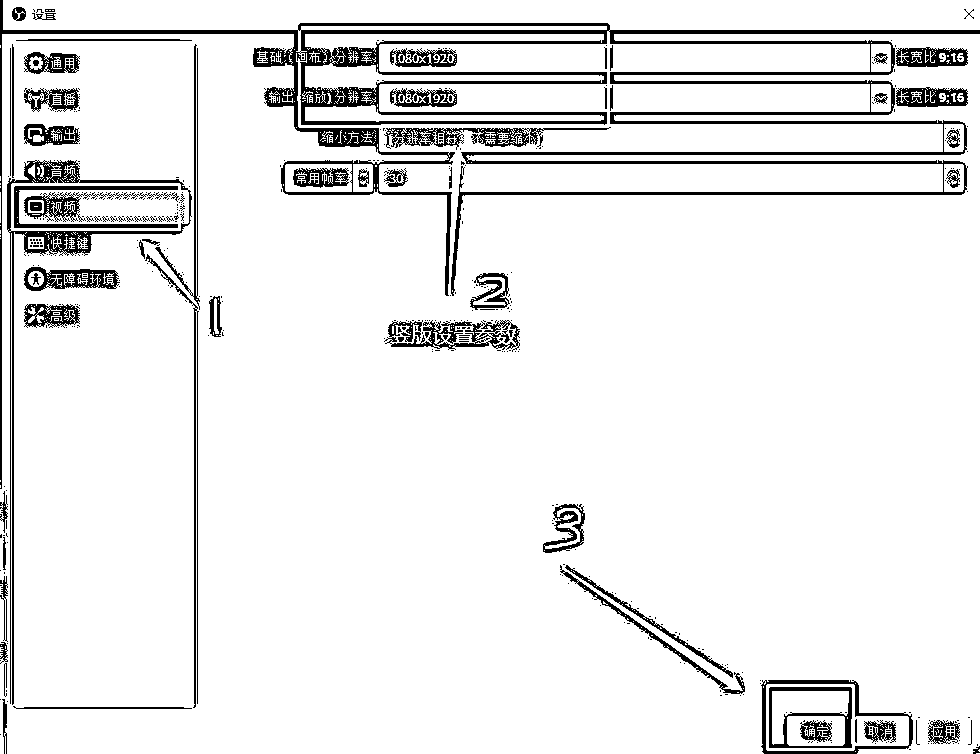 设置
通用
直播
输出
音频
视频
快捷键
无障碍环境
高级
基础(画布)分辨率 1080x1920 长宽比 9:16
输出(缩放)分辨率 1080x1920 长宽比 9:16
缩小方法 [分辨率相符，不需要缩小]
常用帧率 30
1
2
竖版设置参数
3
确定 取消 应用